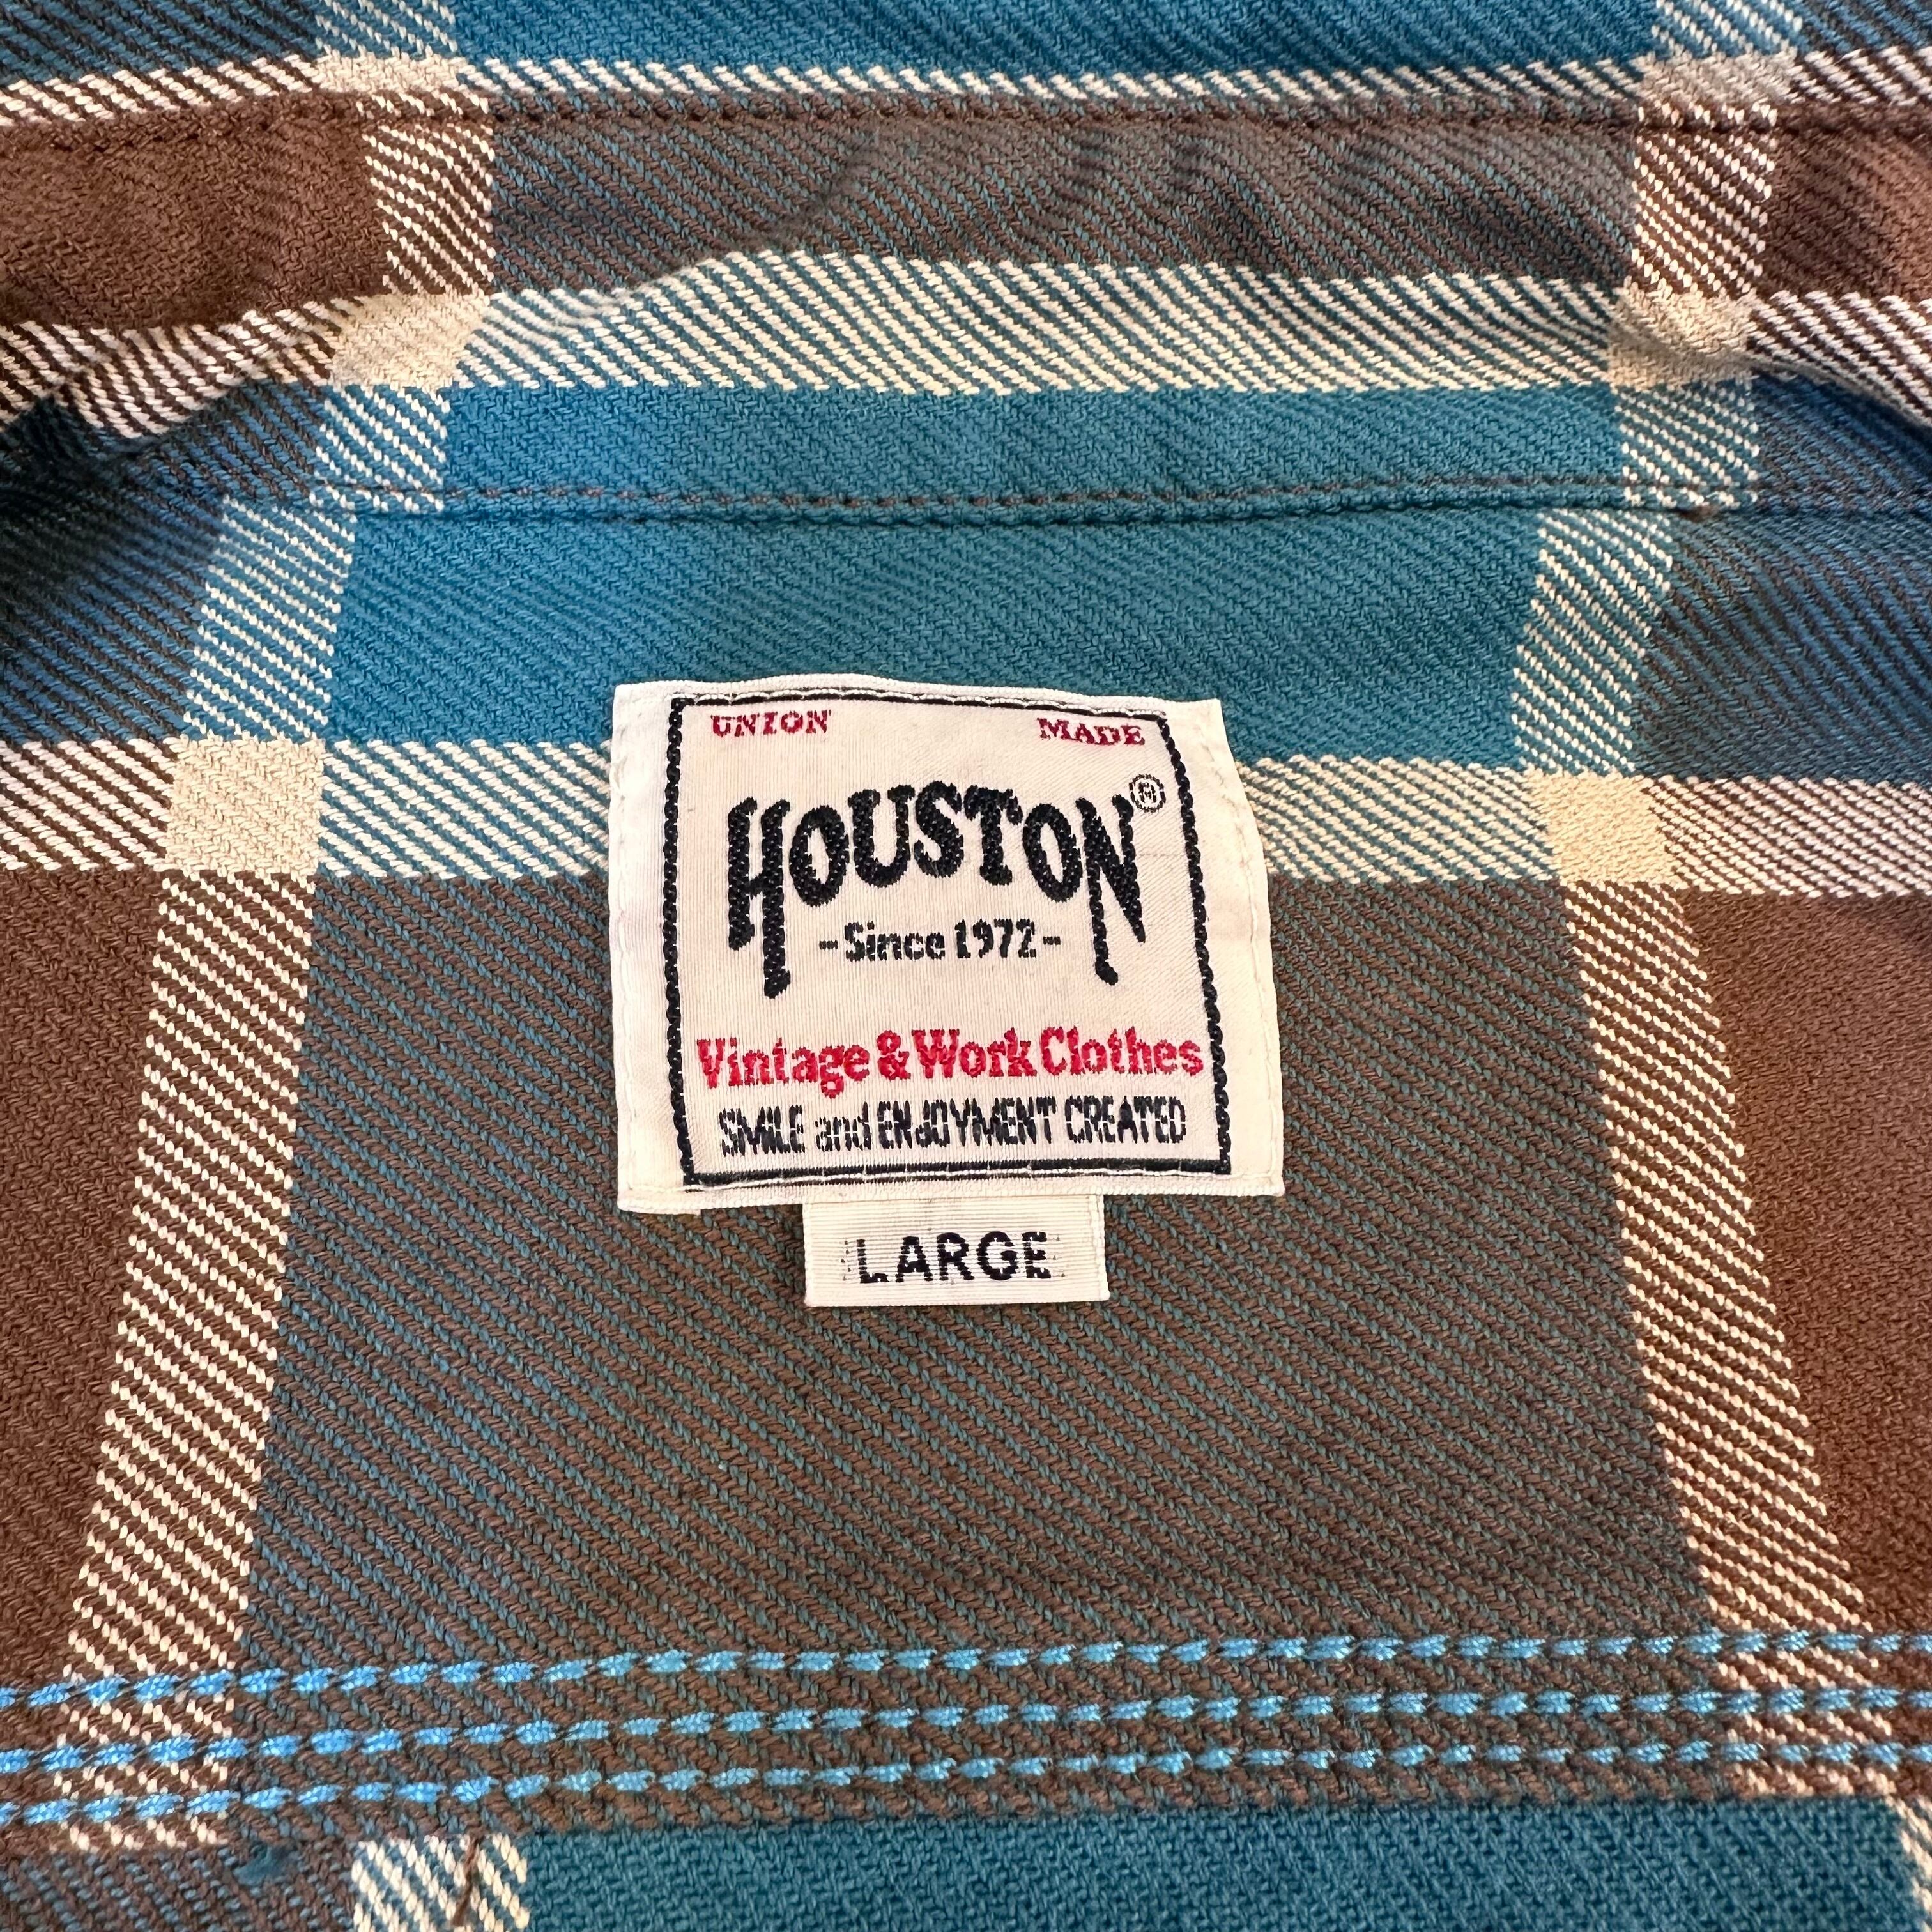 UNION MADE
HOUSTON®
-Since 1972-
Vintage & Work Clothes
SMILE and ENJOYMENT CREATED
LARGE